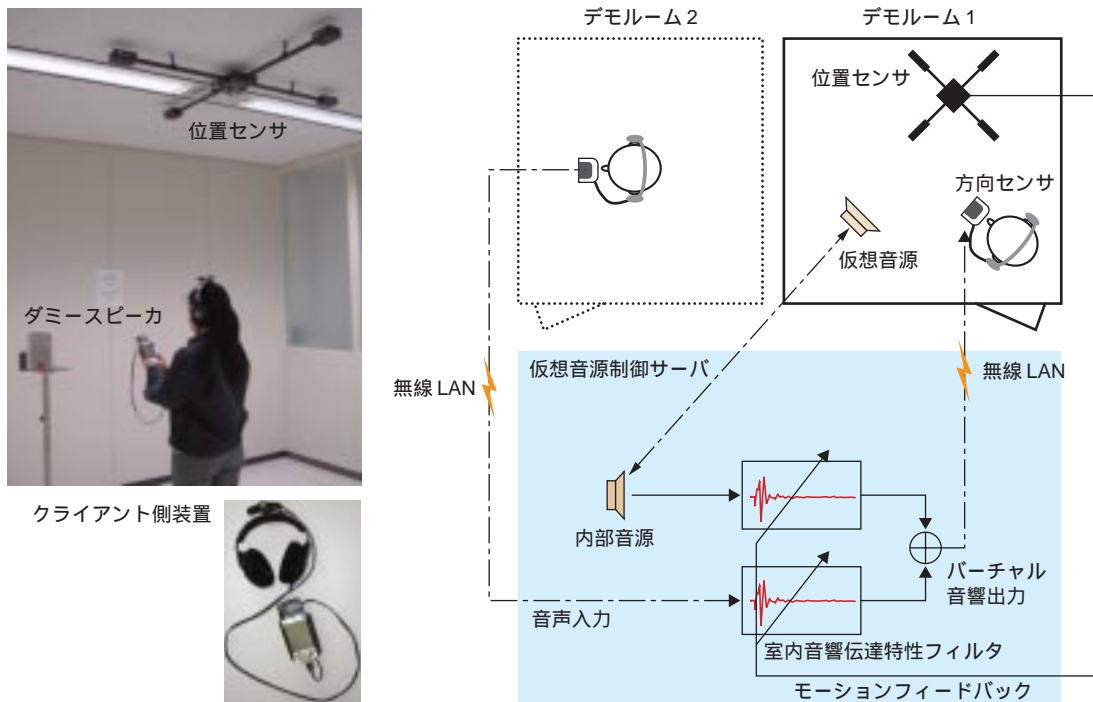 デモルーム 2
デモルーム 1
位置センサ
位置センサ
方向センサ
仮想音源
ダミースピーカ
仮想音源制御サーバ
無線 LAN
無線 LAN
クライアント側装置
内部音源
バーチャル
音響出力
音声入力
室内音響伝達特性フィルタ
モーションフィードバック